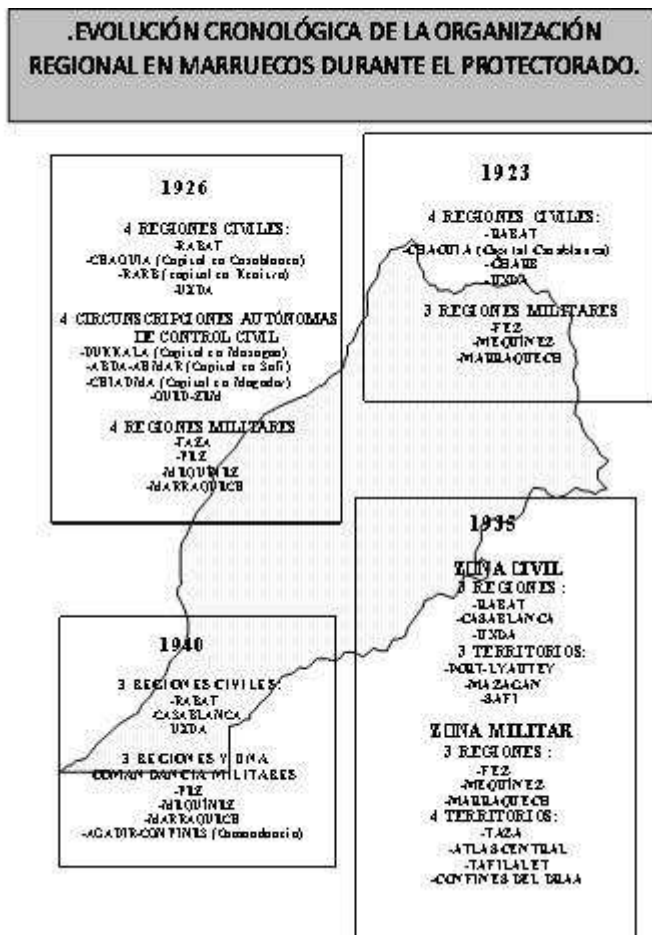 .EVOLUCIÓN CRONOLÓGICA DE LA ORGANIZACIÓN
REGIONAL EN MARRUECOS DURANTE EL PROTECTORADO.
1926
4 REGIONES CIVILES:
-RABAT
-CHAOUIA (Capital en Casablanca)
-RARB (capital en Kenitra)
-UXDA
4 CIRCUNSCRIPCIONES AUTÓNOMAS
DE CONTROL CIVIL
-DUKKALA (Capital en Mazagan)
-ABDA-AHMAR (Capital en Safi)
-CHIADMA (Capital en Mogador)
-OUED-ZEM
4 REGIONES MILITARES
-TAZA
-FEZ
-MEQUÍNEZ
-MARRAQUECH
1923
4 REGIONES CIVILES:
-RABAT
-CHAOUIA (Capital Casablanca)
-UXDA
3 REGIONES MILITARES
-FEZ
-MEQUÍNEZ
-MARRAQUECH
1940
3 REGIONES CIVILES:
-RABAT
-CASABLANCA
UXDA
3 REGIONES Y UNA
COMANDANCIA MILITARES
-FEZ
-MEQUÍNEZ
-MARRAQUECH
-AGADIR-CONFINES (Comandancia)
1935
ZONA CIVIL
3 REGIONES :
-RABAT
-CASABLANCA
-UXDA
3 TERRITORIOS:
-PORT-LYAUTEY
-MAZAGAN
-SAFI
ZONA MILITAR
3 REGIONES :
-FEZ
-MEQUÍNEZ
-MARRAQUECH
4 TERRITORIOS:
-TAZA
-ATLAS-CENTRAL
-TAFILALET
-CONFINES DEL DRAA